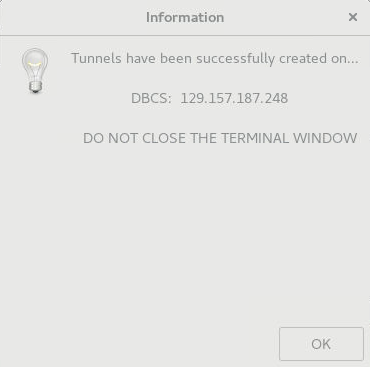 Information
Tunnels have been successfully created on...
DBCS: 129.157.187.248
DO NOT CLOSE THE TERMINAL WINDOW
OK